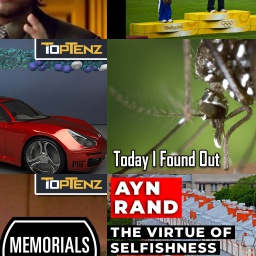 TOPTENZ
Today I Found Out
TOPTENZ
MEMORIALS
AYN
RAND
THE VIRTUE OF
SELFISHNESS